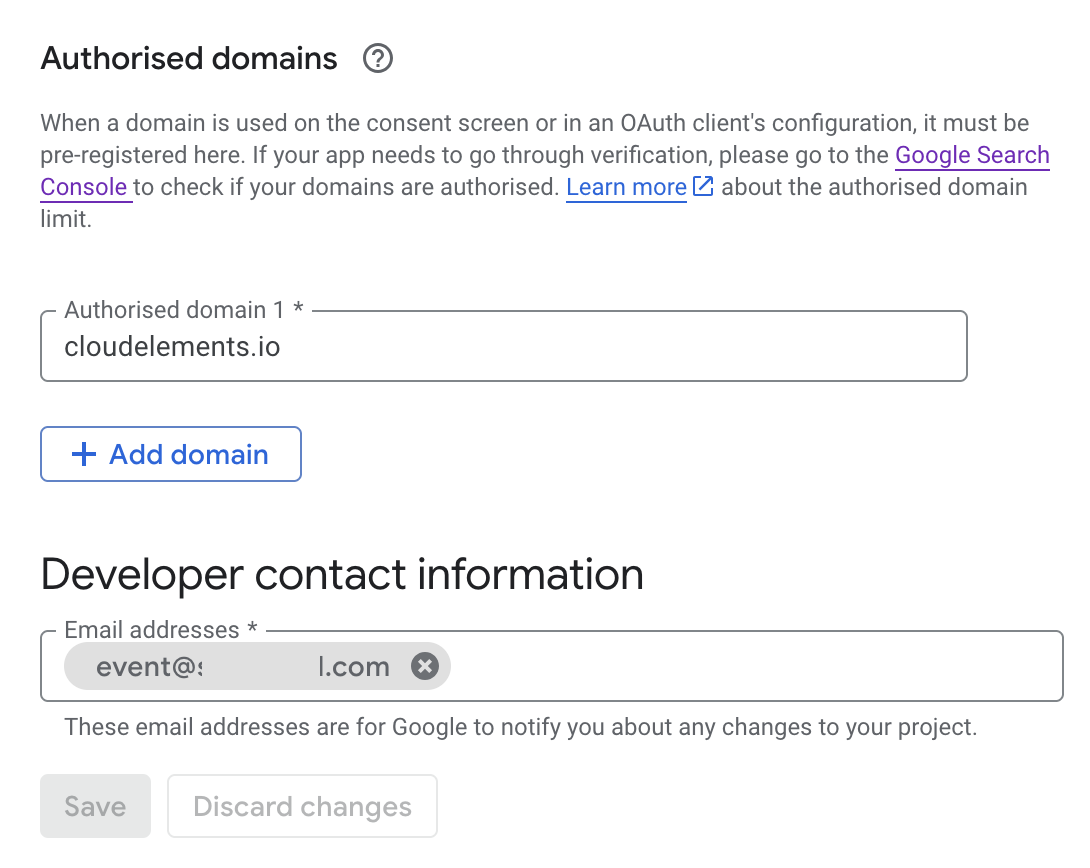 Authorised domains
When a domain is used on the consent screen or in an OAuth client's configuration, it must be
pre-registered here. If your app needs to go through verification, please go to the Google Search
Console to check if your domains are authorised. Learn more about the authorised domain
limit.
Authorised domain 1 *
cloudelements.io
+ Add domain
Developer contact information
Email addresses *
event@ l.com
These email addresses are for Google to notify you about any changes to your project.
Save Discard changes